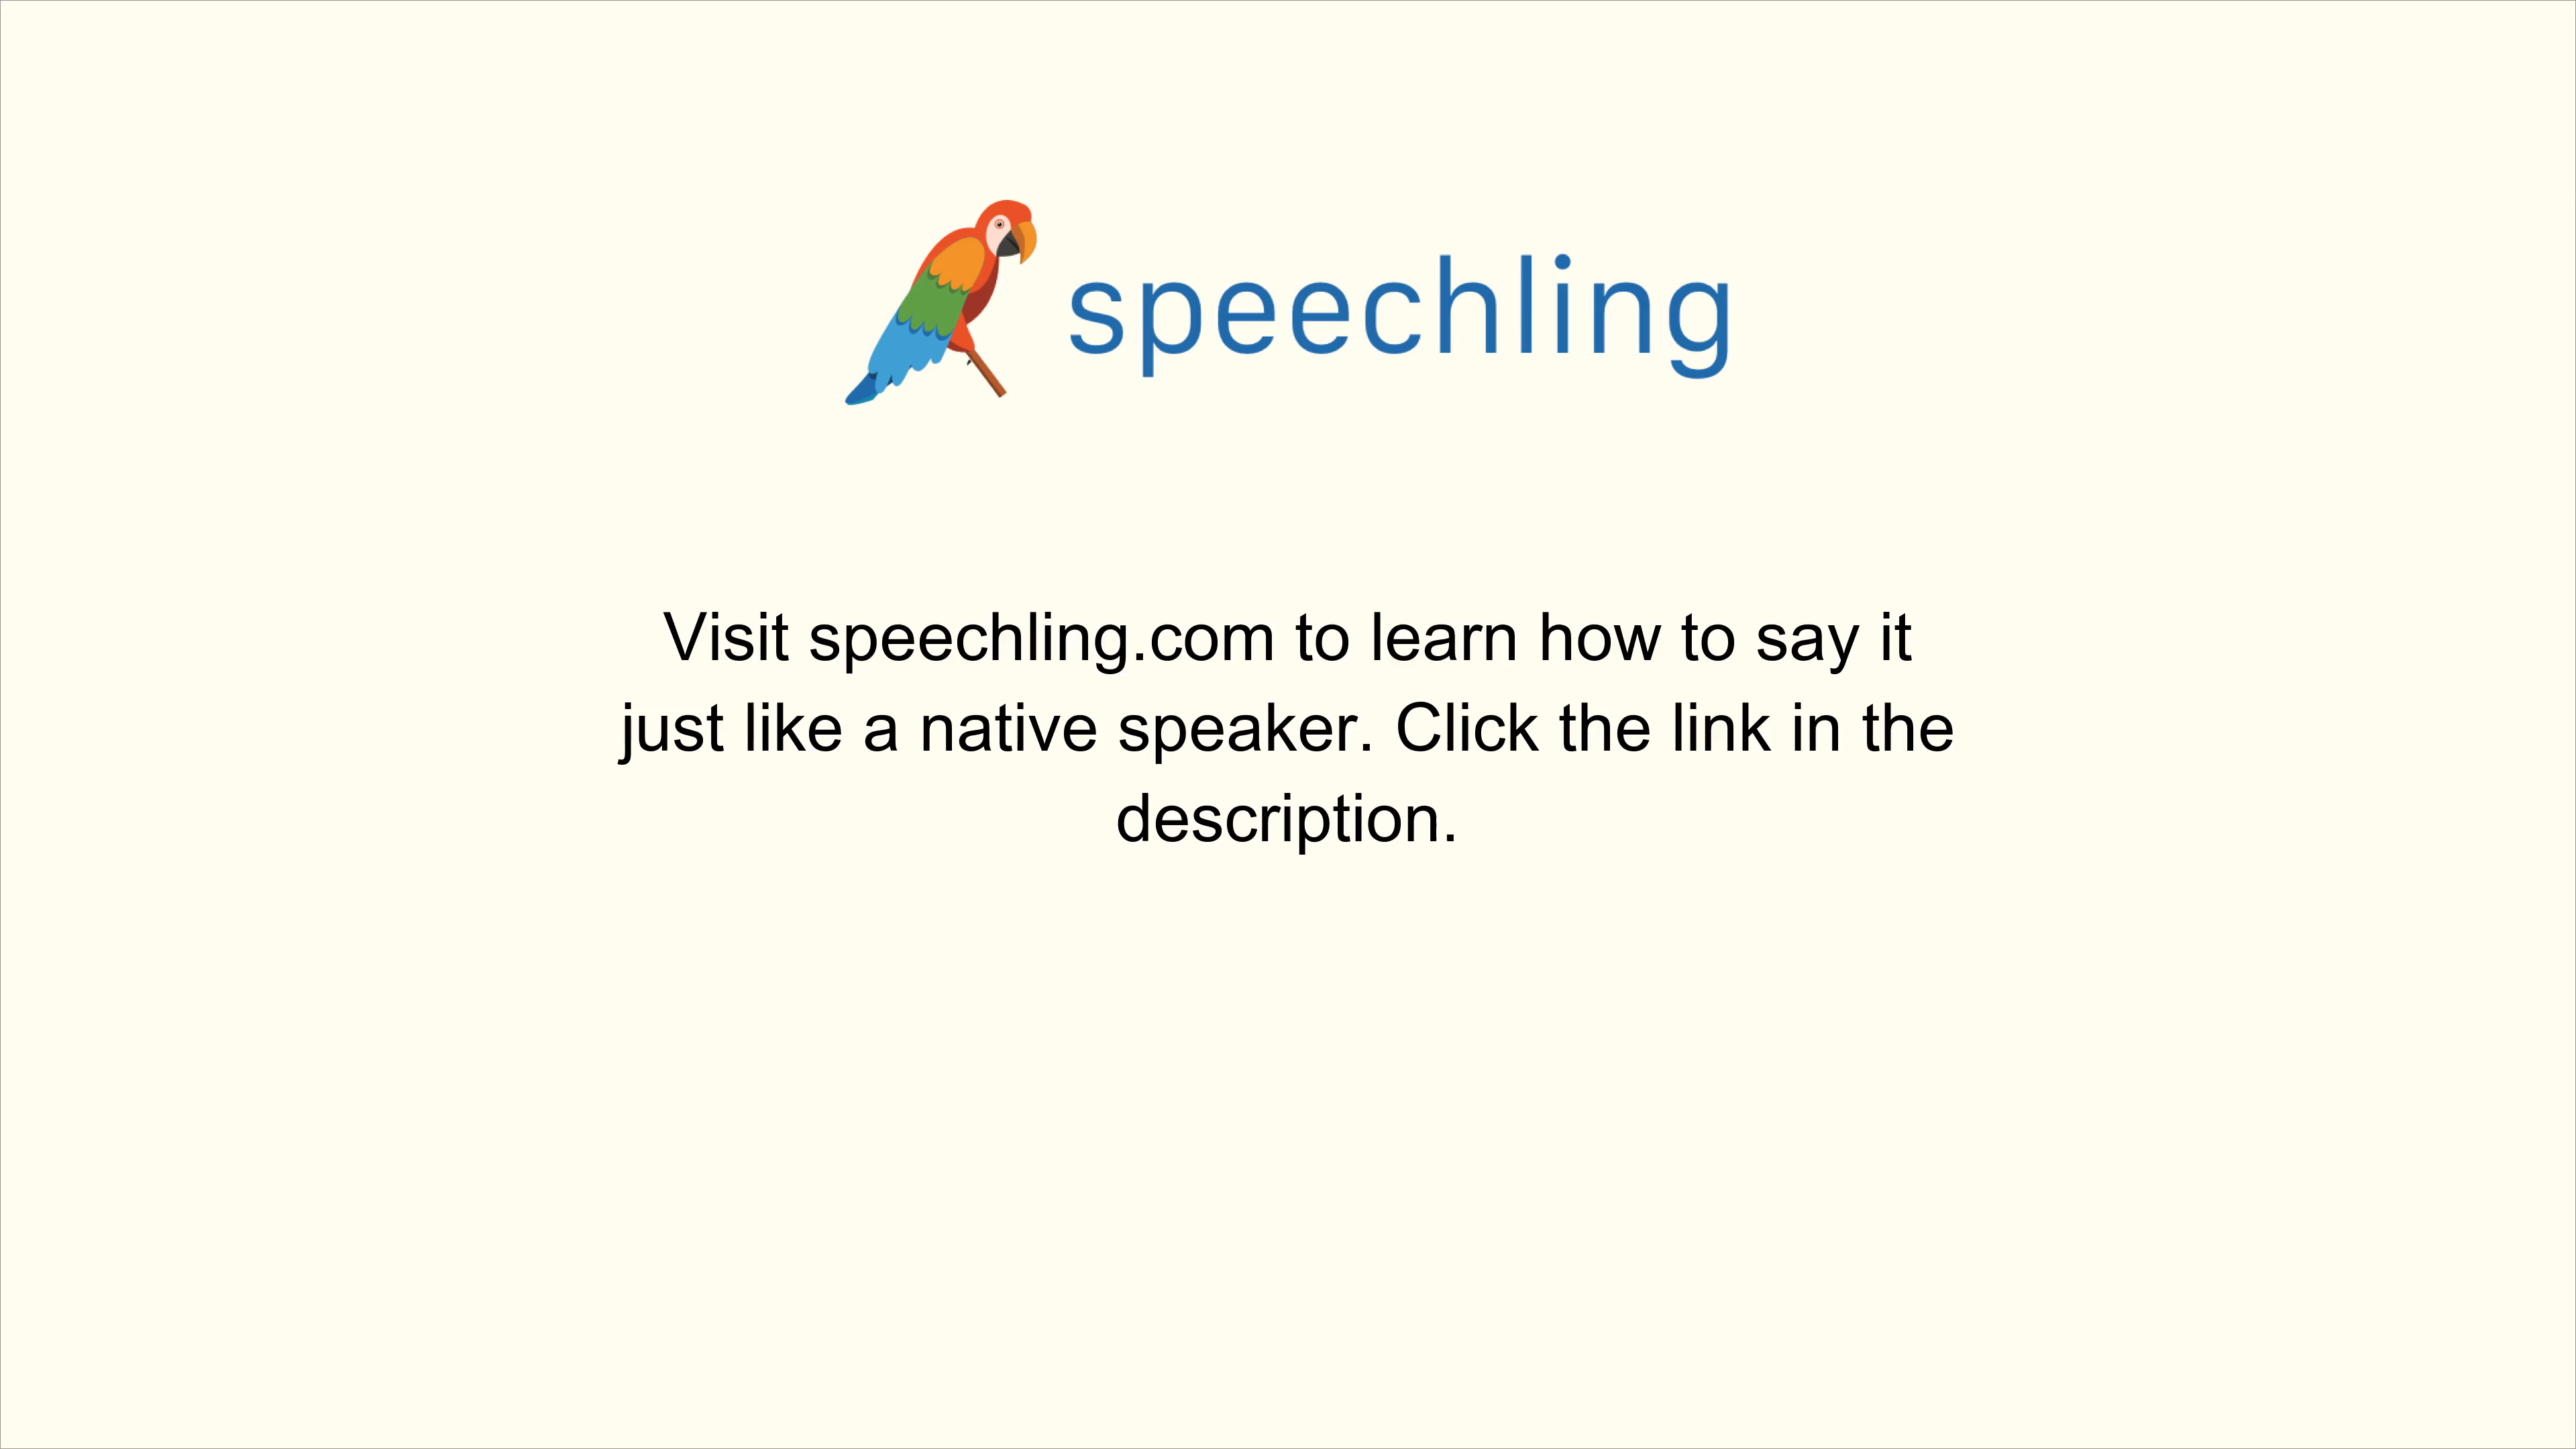 speechling
Visit speechling.com to learn how to say it
just like a native speaker. Click the link in the
description.